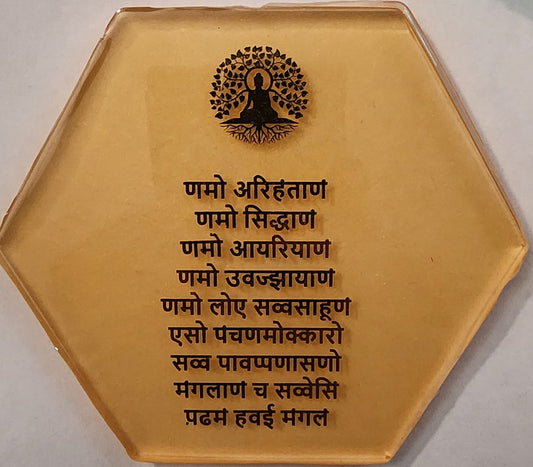 णमो अरिहंताणं
णमो सिद्धाणं
णमों आयरियाणं
णमो उवज्झायाणं
णमो लोए सव्वसाहूणं
एसो पंचणमोक्कारो
सव्व पावप्पणासणो
मंगलाणं च सव्वेसिं
पढमं हवई मंगलं